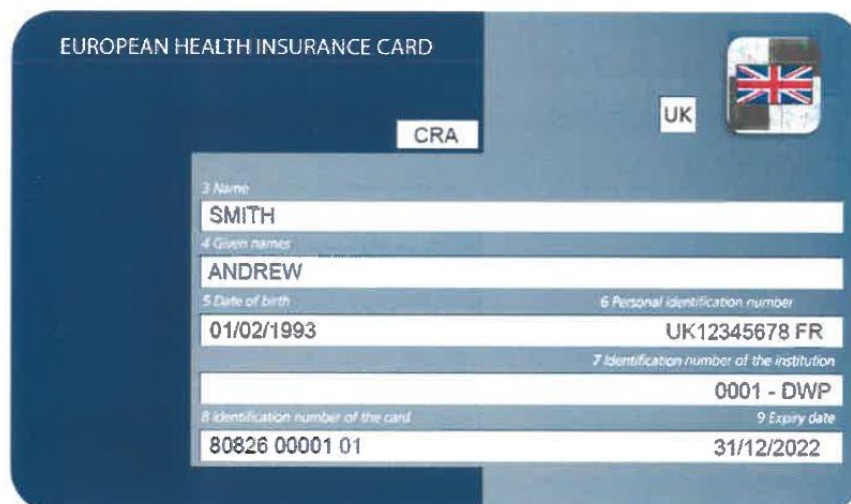 EUROPEAN HEALTH INSURANCE CARD
UK
CRA
3 Name
SMITH
4 Given names
ANDREW
5 Date of birth 6 Personal identification number
01/02/1993 UK12345678 FR
7 Identification number of the institution
0001 - DWP
8 Identification number of the card 9 Expiry date
80826 00001 01 31/12/2022